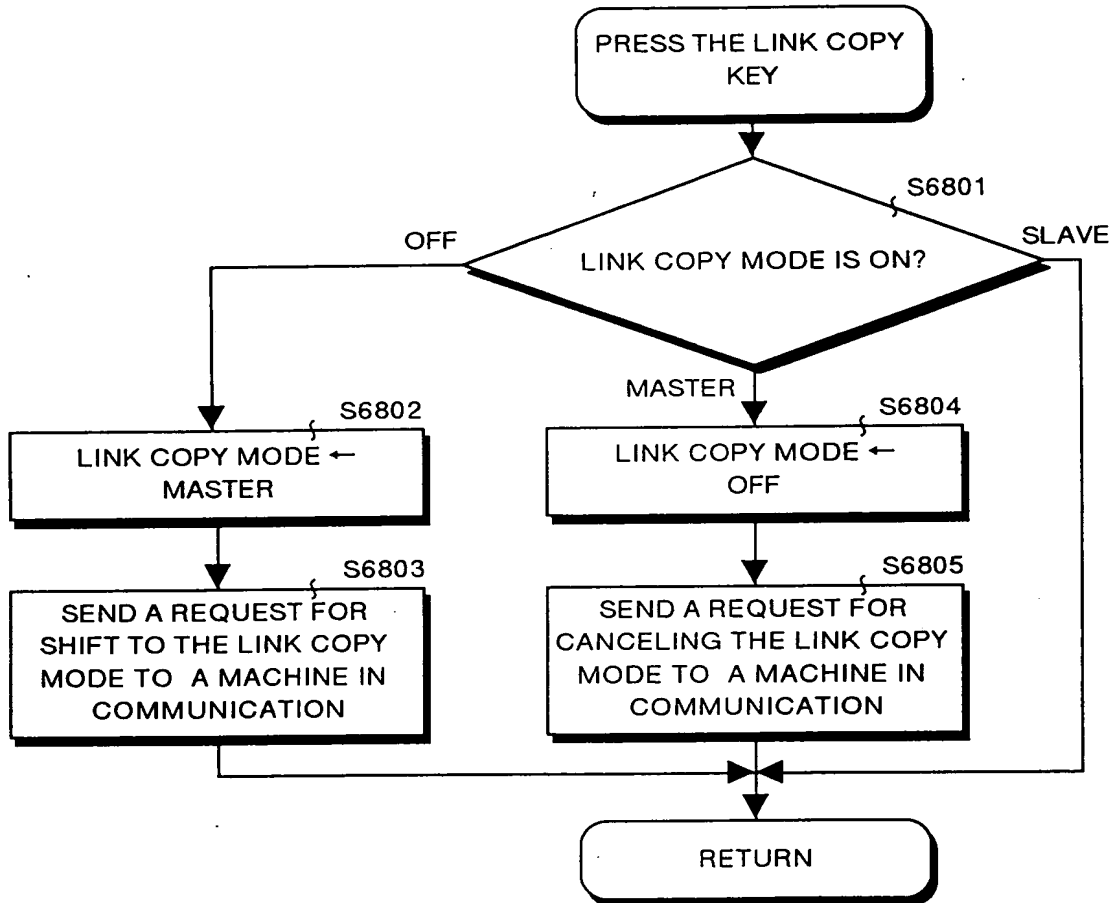 PRESS THE LINK COPY
KEY
S6801
OFF
SLAVE
LINK COPY MODE IS ON?
MASTER
S6802
LINK COPY MODE ←
MASTER
S6804
LINK COPY MODE ←
OFF
S6803
SEND A REQUEST FOR
SHIFT TO THE LINK COPY
MODE TO A MACHINE IN
COMMUNICATION
S6805
SEND A REQUEST FOR
CANCELING THE LINK COPY
MODE TO A MACHINE IN
COMMUNICATION
RETURN